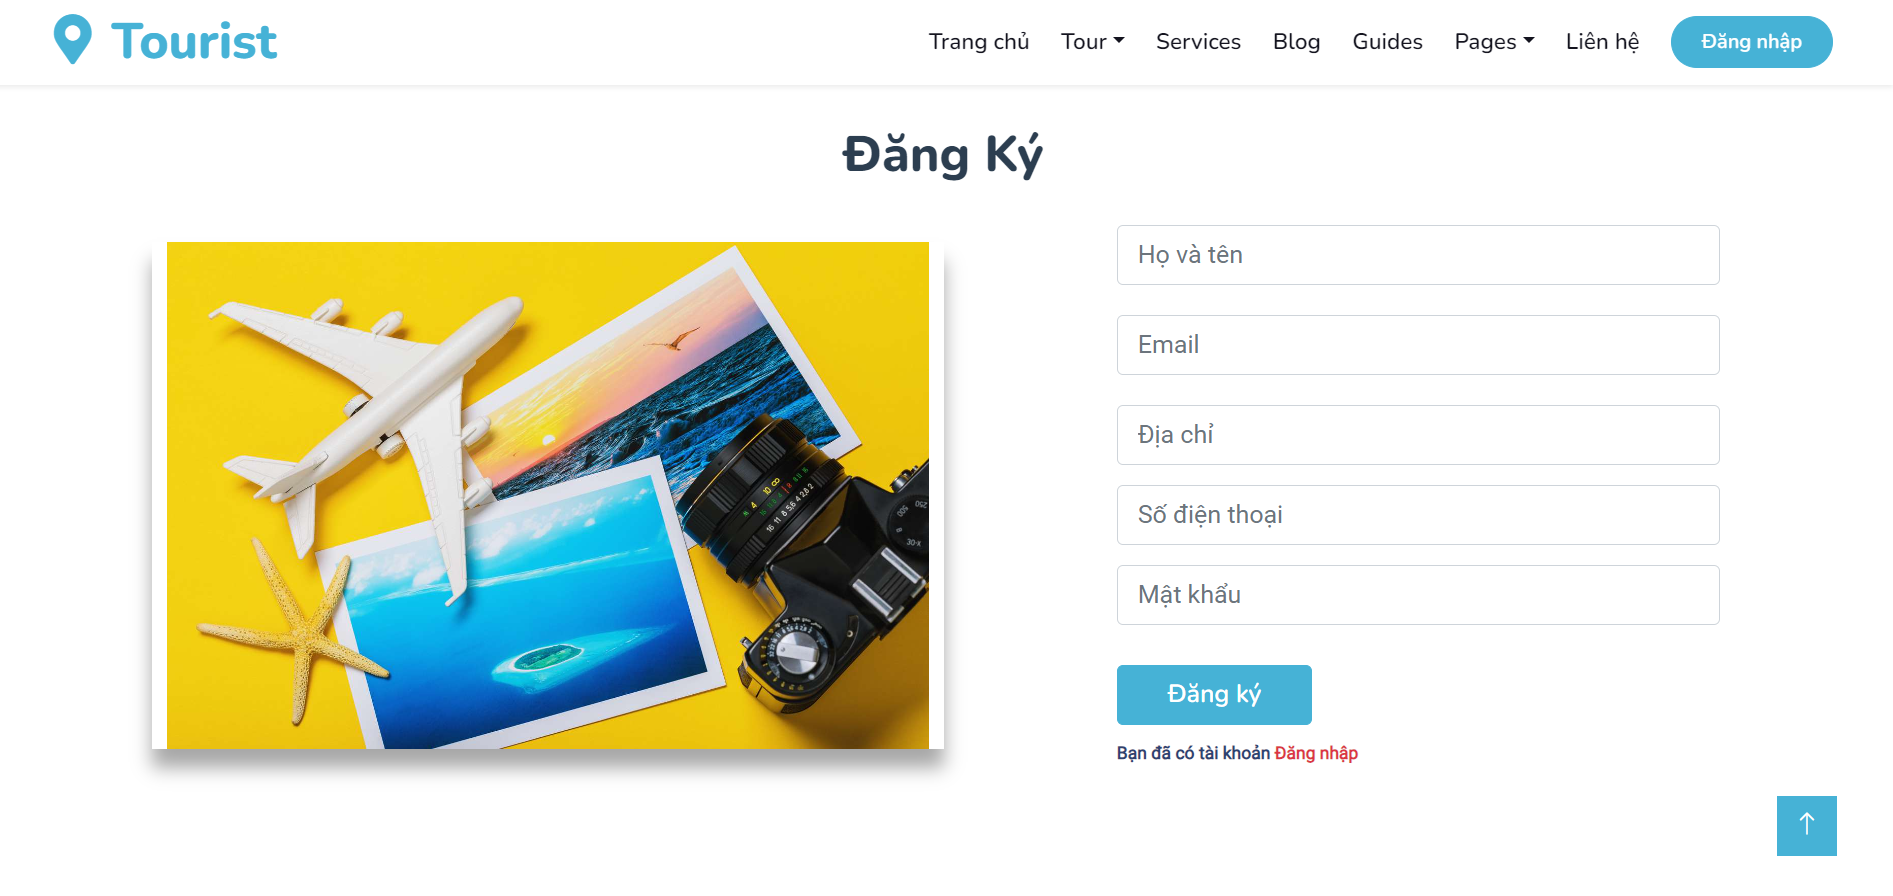 Tourist
Trang chủ Tour Services Blog Guides Pages Liên hệ Đăng nhập
Đăng Ký
Họ và tên
Email
Địa chỉ
Số điện thoại
Mật khẩu
Đăng ký
Bạn đã có tài khoản Đăng nhập